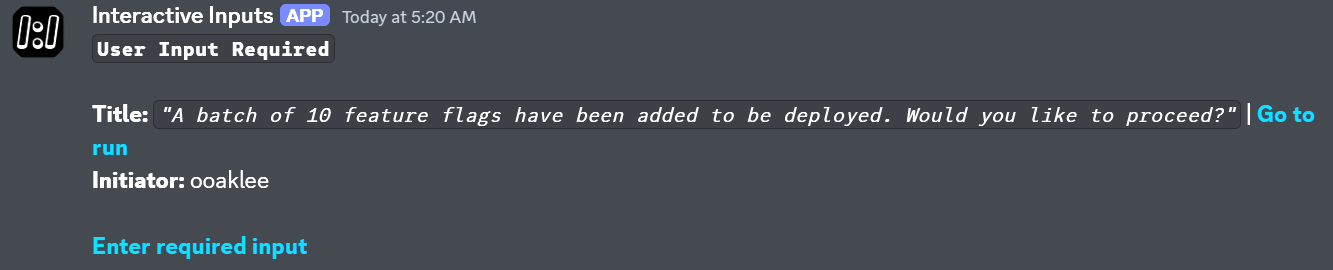 Interactive Inputs APP Today at 5:20 AM
User Input Required
Title: "A batch of 10 feature flags have been added to be deployed. Would you like to proceed?" | Go to
run
Initiator: ooaklee
Enter required input